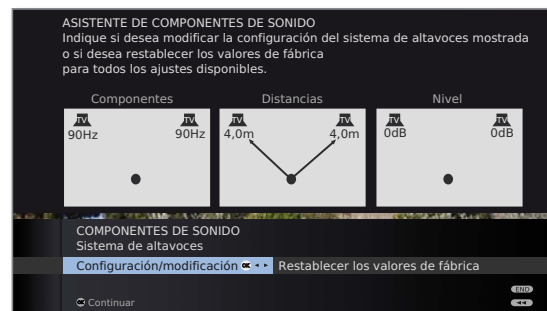 ASISTENTE DE COMPONENTES DE SONIDO
Indique si desea modificar la configuración del sistema de altavoces mostrada
o si desea restablecer los valores de fábrica
para todos los ajustes disponibles.
Componentes Distancias Nivel
TV TV TV TV TV TV
90Hz 90Hz 4,0m 4,0m 0dB 0dB
COMPONENTES DE SONIDO
Sistema de altavoces
Configuración/modificación OK Restablecer los valores de fábrica
END
OK Continuar